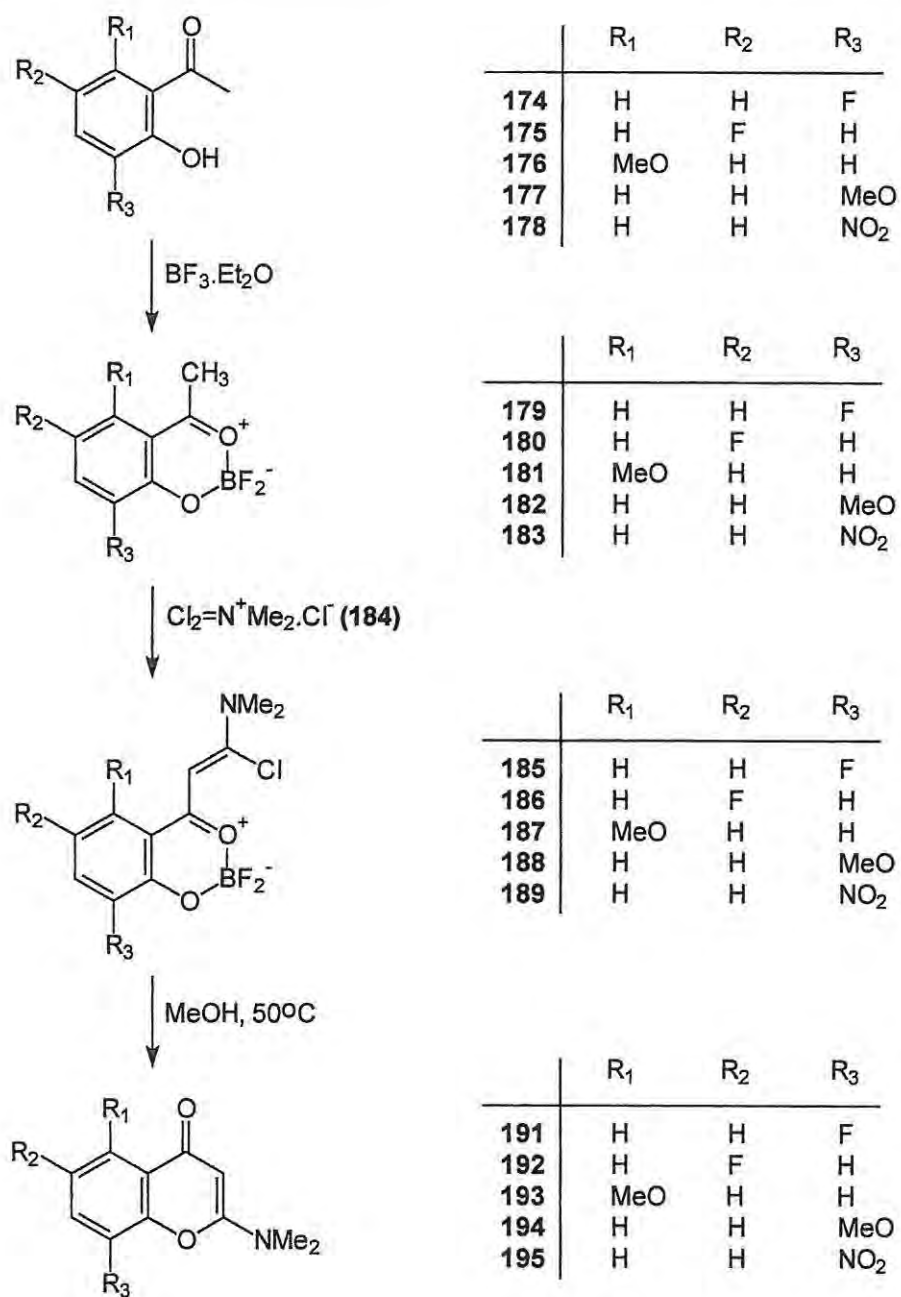 R1
O
R2
OH
R3
R1 R2 R3
174 H H F
175 H F H
176 MeO H H
177 H H MeO
178 H H NO2
BF3.Et2O
R1
CH3
R2
O+
BF2-
O
R3
R1 R2 R3
179 H H F
180 H F H
181 MeO H H
182 H H MeO
183 H H NO2
Cl2=N+Me2.Cl- (184)
NMe2
Cl
R1
R2
O+
BF2-
O
R3
R1 R2 R3
185 H H F
186 H F H
187 MeO H H
188 H H MeO
189 H H NO2
MeOH, 50ºC
R1
O
R2
O
NMe2
R3
R1 R2 R3
191 H H F
192 H F H
193 MeO H H
194 H H MeO
195 H H NO2